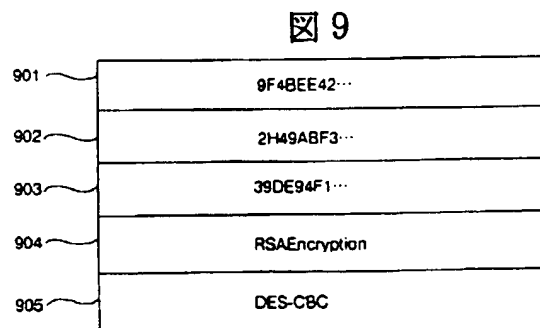 図9
901 9F4BEE42…
902 2H49ABF3…
903 39DE94F1…
904 RSAEncryption
905 DES-CBC